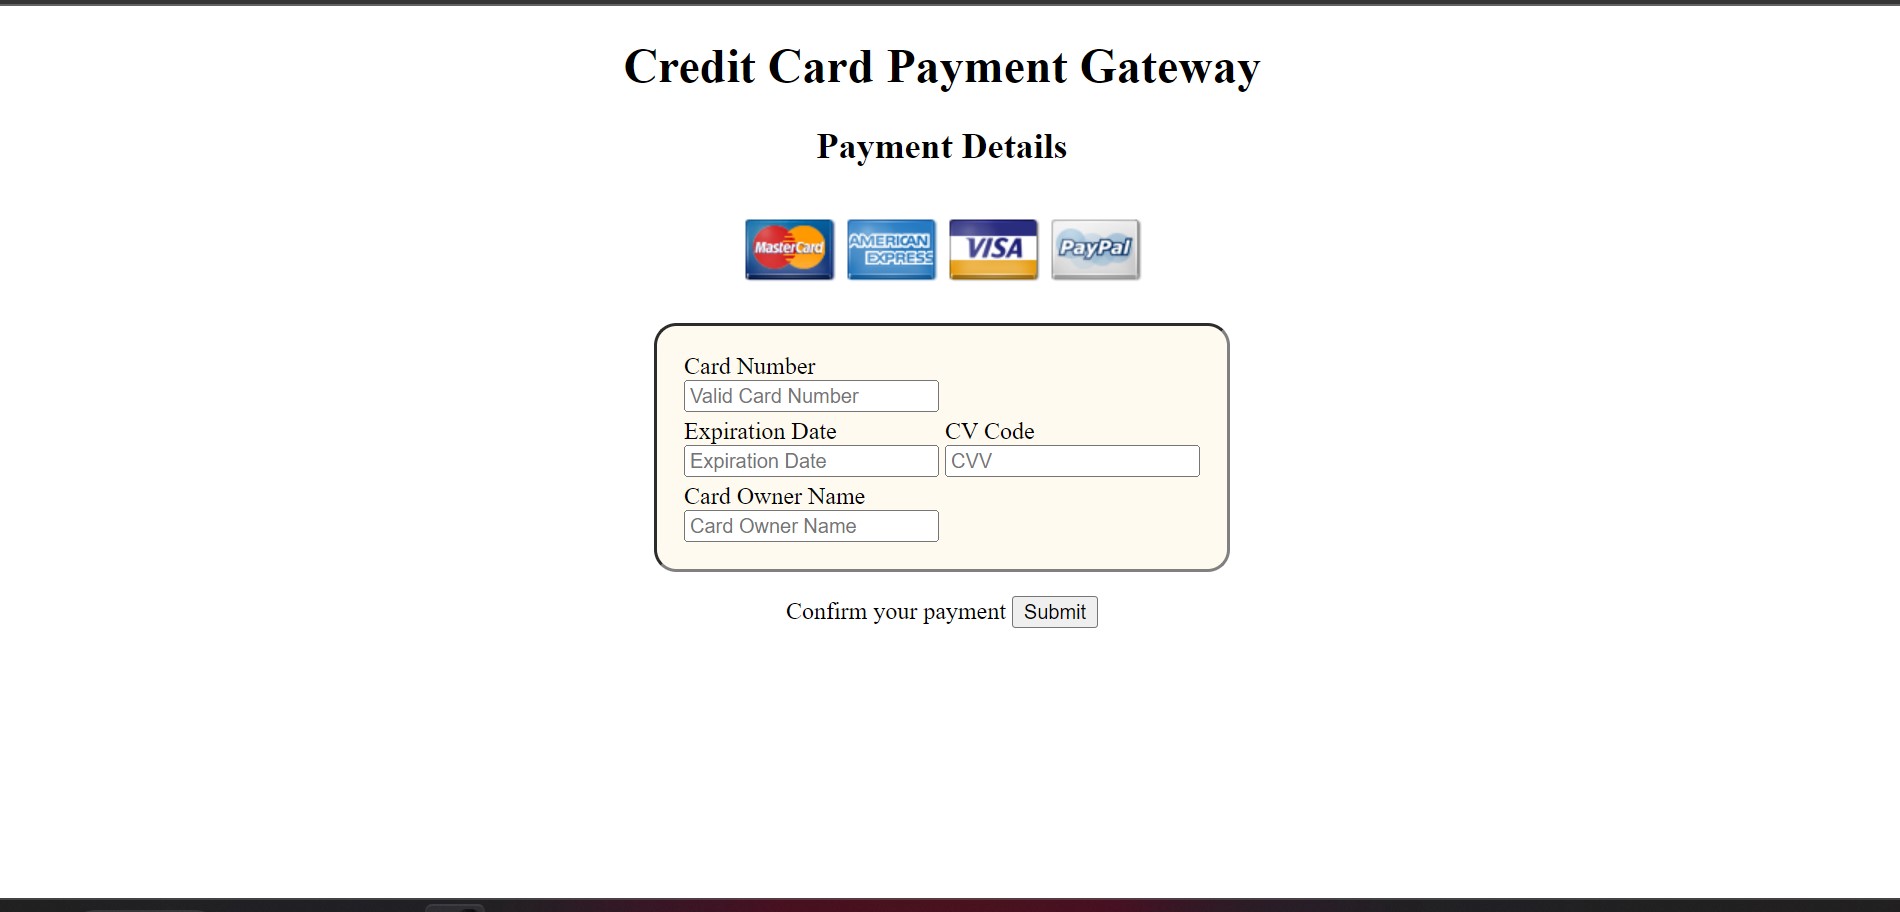 Credit Card Payment Gateway
Payment Details
MasterCard AMERICAN EXPRESS VISA PayPal
Card Number
Valid Card Number
Expiration Date CV Code
Expiration Date CVV
Card Owner Name
Card Owner Name
Confirm your payment Submit